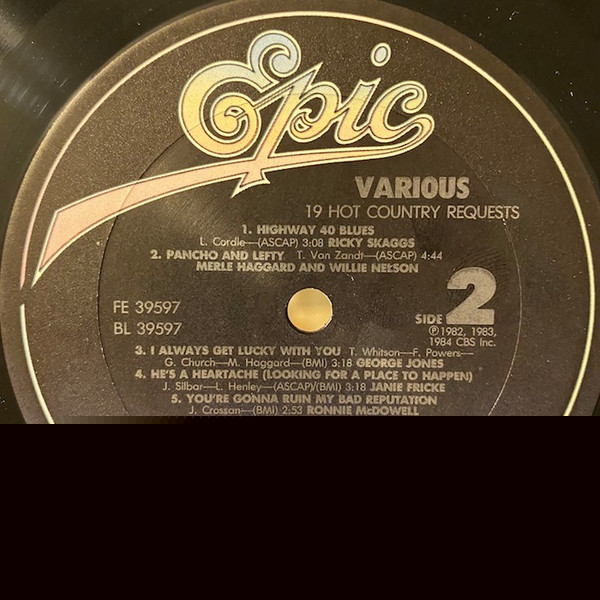 Epic
VARIOUS
19 HOT COUNTRY REQUESTS
1. HIGHWAY 40 BLUES
L. Cordle—(ASCAP) 3:08 RICKY SKAGGS
2. PANCHO AND LEFTY T. Van Zandt—(ASCAP) 4:44
MERLE HAGGARD AND WILLIE NELSON
FE 39597
BL 39597
SIDE 2
℗1982, 1983,
1984 CBS Inc.
3. I ALWAYS GET LUCKY WITH YOU T. Whitson—F. Powers—
G. Church—M. Haggard—(BMI) 3:18 GEORGE JONES
4. HE'S A HEARTACHE (LOOKING FOR A PLACE TO HAPPEN)
J. Silbar—L. Henley—(ASCAP)/(BMI) 3:18 JANIE FRICKE
5. YOU'RE GONNA RUIN MY BAD REPUTATION
J. Crossan—(BMI) 2:53 RONNIE McDOWELL